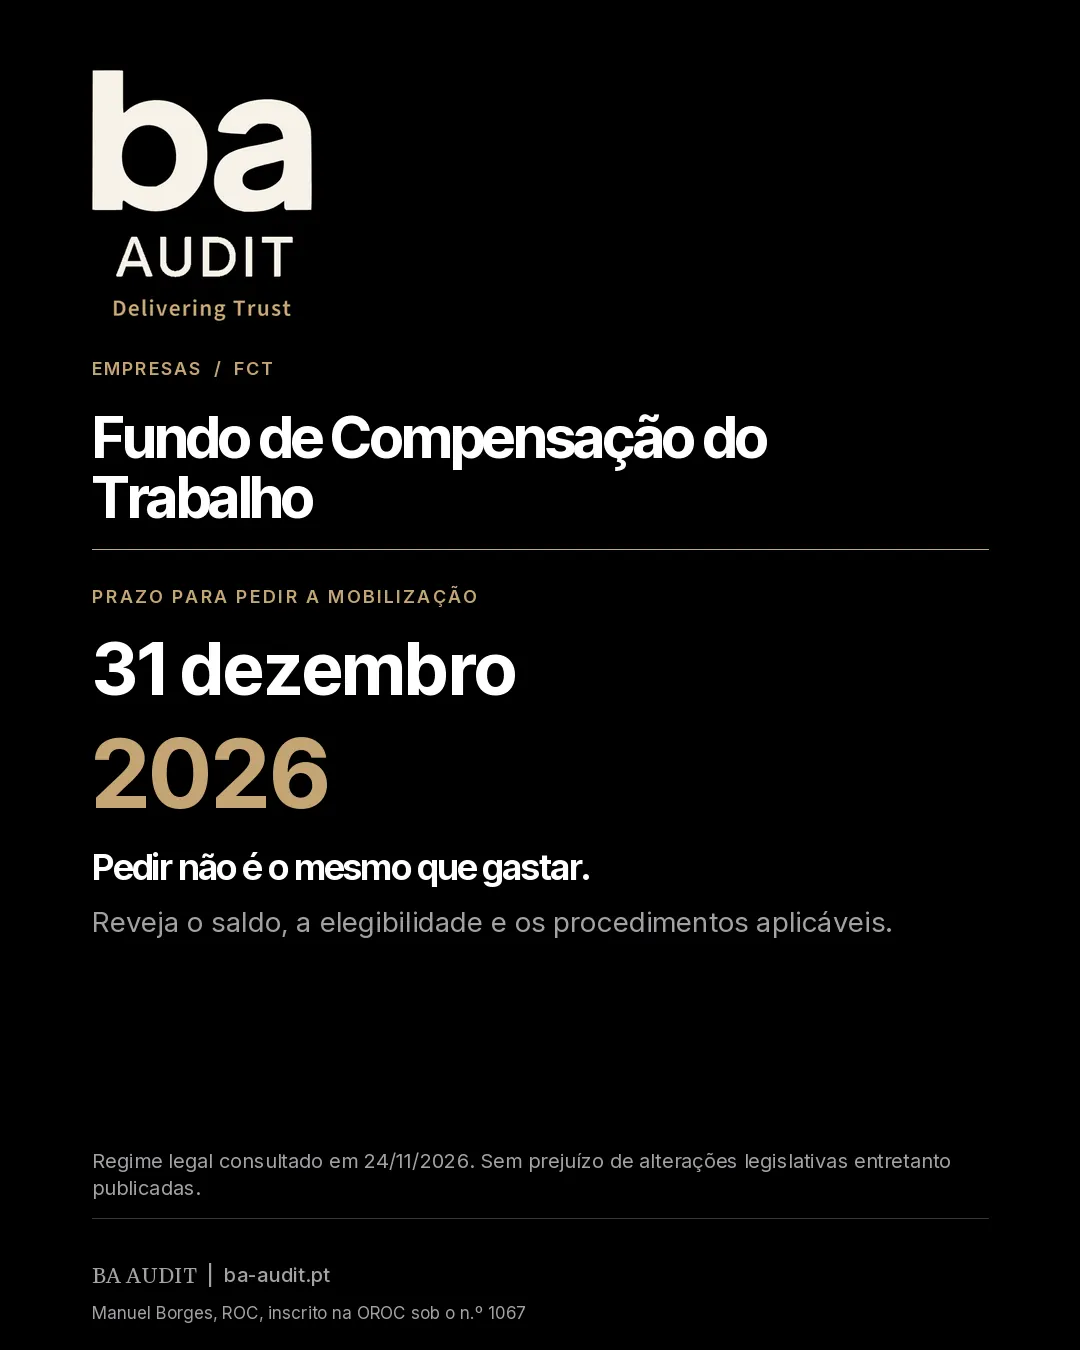 ba
AUDIT
Delivering Trust
EMPRESAS / FCT
Fundo de Compensação do
Trabalho
PRAZO PARA PEDIR A MOBILIZAÇÃO
31 dezembro
2026
Pedir não é o mesmo que gastar.
Reveja o saldo, a elegibilidade e os procedimentos aplicáveis.
Regime legal consultado em 24/11/2026. Sem prejuízo de alterações legislativas entretanto
publicadas.
BA AUDIT | ba-audit.pt
Manuel Borges, ROC, inscrito na OROC sob o n.º 1067